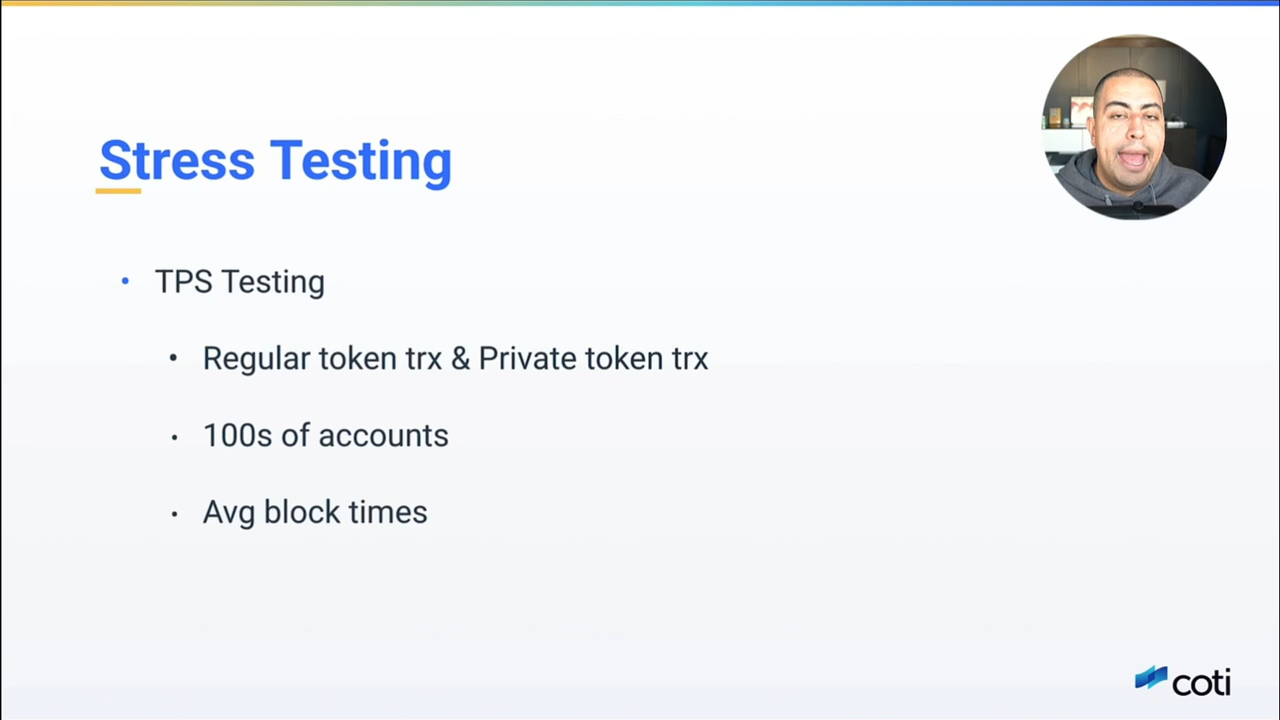 Stress Testing
TPS Testing
Regular token trx & Private token trx
100s of accounts
Avg block times
coti